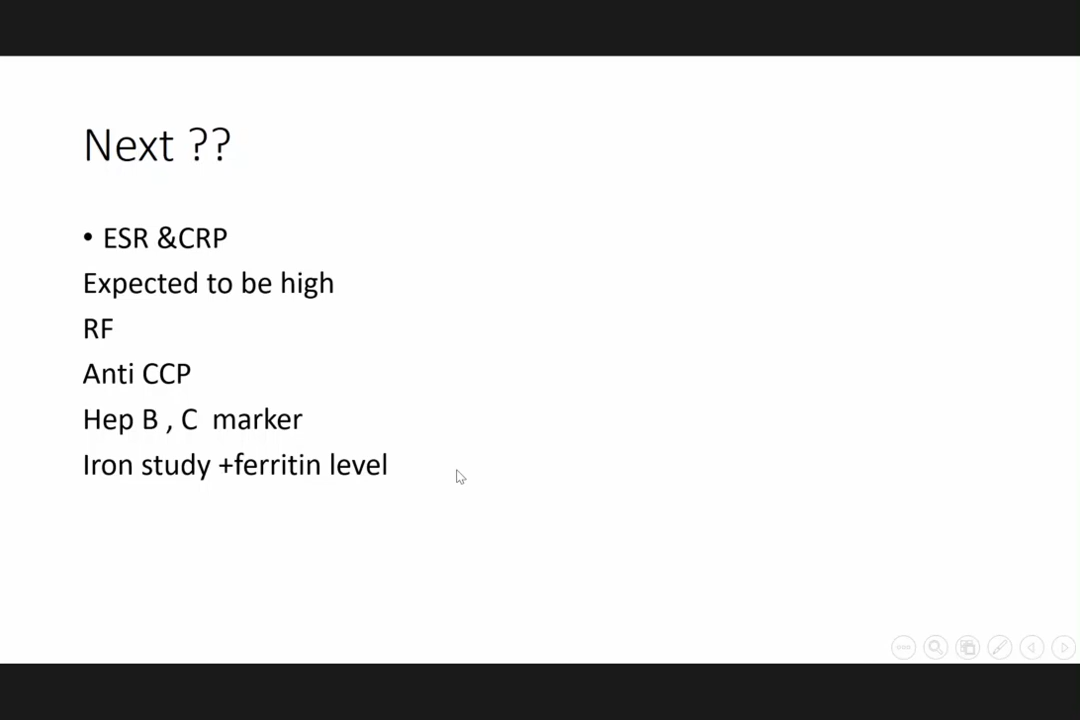 Next ??
• ESR &CRP
Expected to be high
RF
Anti CCP
Hep B , C  marker
Iron study +ferritin level